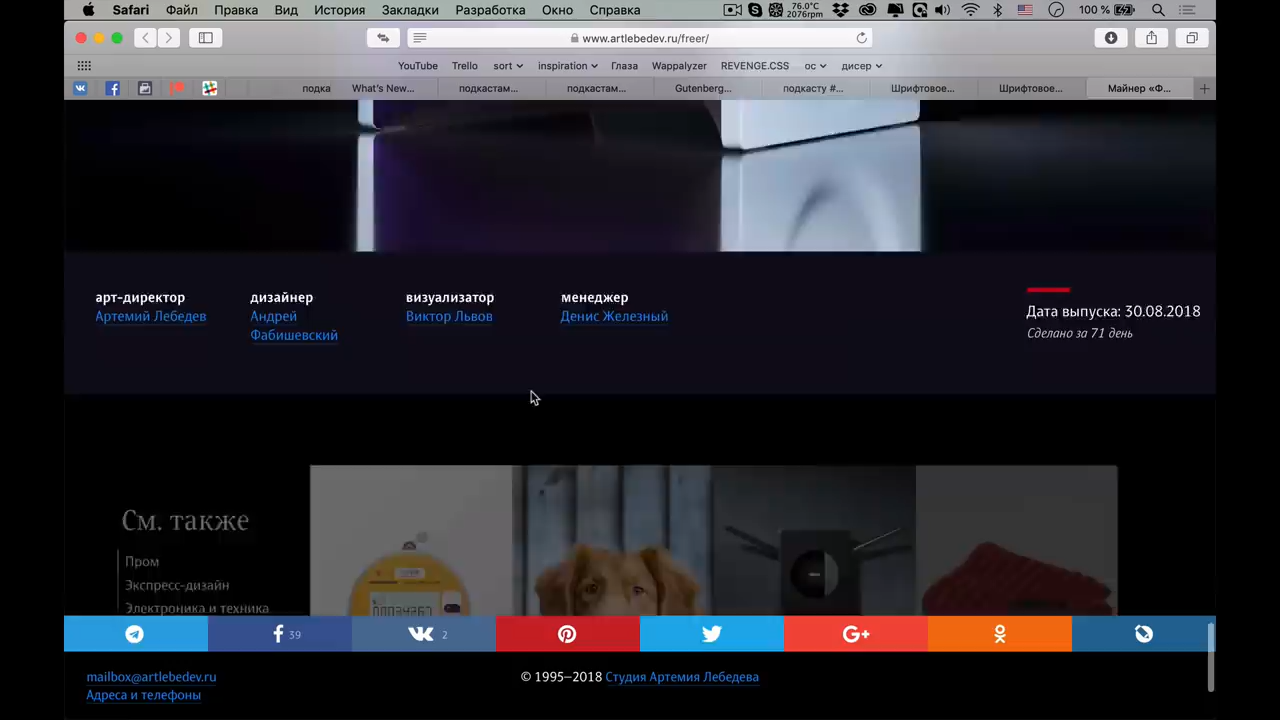 Safari Файл Правка Вид История Закладки Разработка Окно Справка 76.0°C 2076rpm 100 %
www.artlebedev.ru/freer/
YouTube Trello sort inspiration Глаза Wappalyzer REVENGE.CSS ос дисер
подка What's New... подкастам... подкастам... Gutenberg... подкасту #... Шрифтовое... Шрифтовое... Майнер «Ф...
арт-директор дизайнер визуализатор менеджер
Артемий Лебедев Андрей Фабишевский Виктор Львов Денис Железный
Дата выпуска: 30.08.2018
Сделано за 71 день
См. также
Пром
Экспресс-дизайн
Электроника и техника
39 2 G+
mailbox@artlebedev.ru © 1995–2018 Студия Артемия Лебедева
Адреса и телефоны